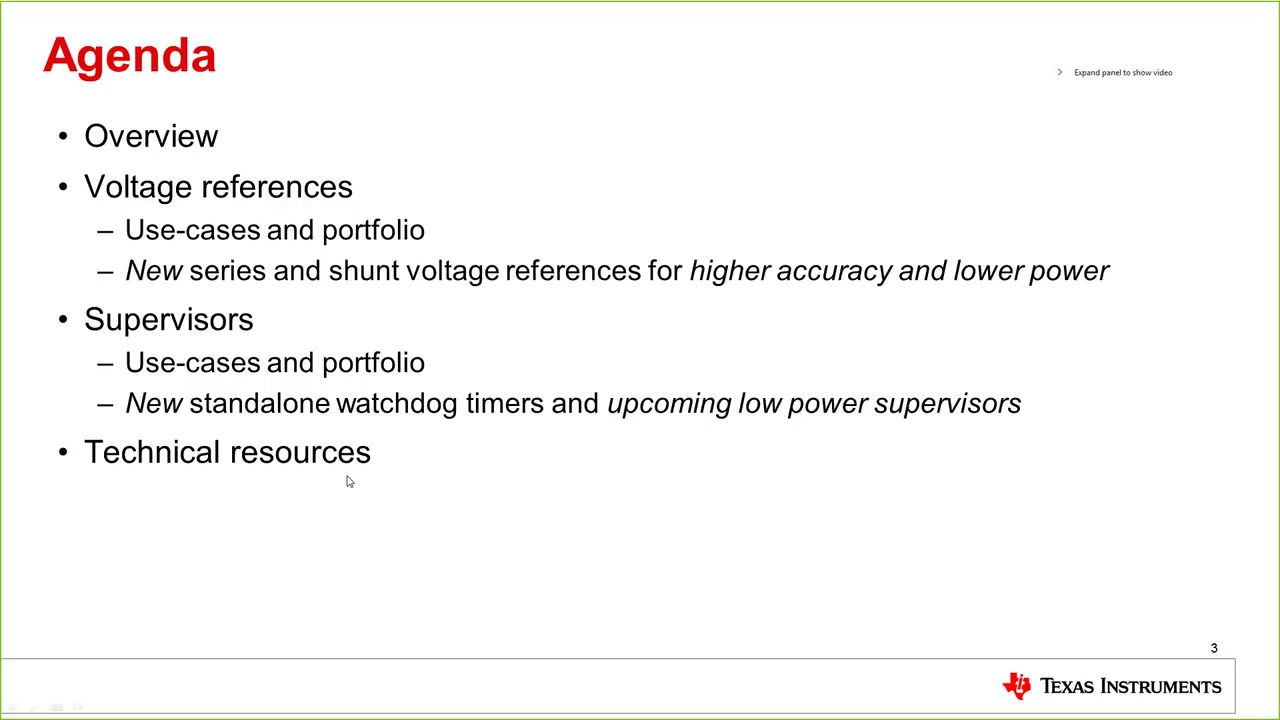 Agenda
Expand panel to show video
• Overview
• Voltage references
– Use-cases and portfolio
– New series and shunt voltage references for higher accuracy and lower power
• Supervisors
– Use-cases and portfolio
– New standalone watchdog timers and upcoming low power supervisors
• Technical resources
3
TEXAS INSTRUMENTS